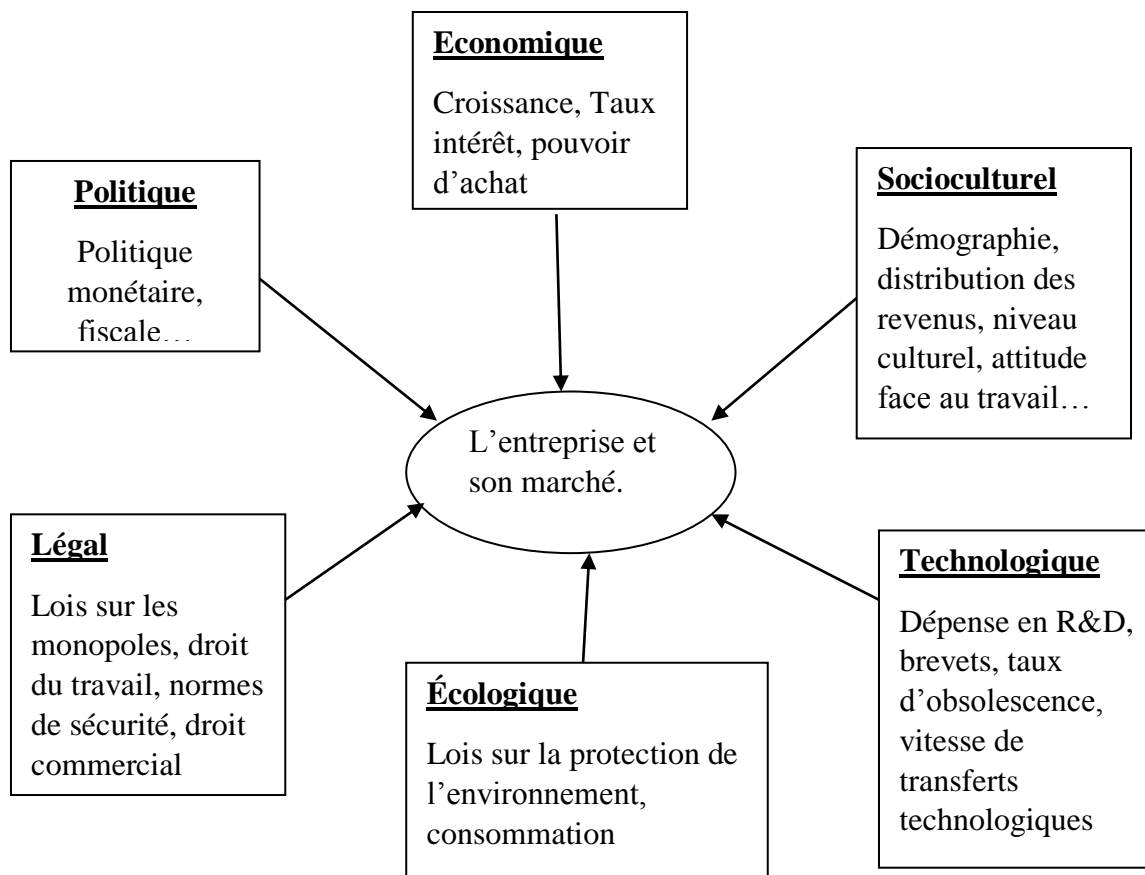 Economique
Croissance, Taux
intérêt, pouvoir
d’achat
Politique
Politique
monétaire,
fiscale…
Socioculturel
Démographie,
distribution des
revenus, niveau
culturel, attitude
face au travail…
L’entreprise et
son marché.
Légal
Lois sur les
monopoles, droit
du travail, normes
de sécurité, droit
commercial
Écologique
Lois sur la protection de
l’environnement,
consommation
Technologique
Dépense en R&D,
brevets, taux
d’obsolescence,
vitesse de
transferts
technologiques